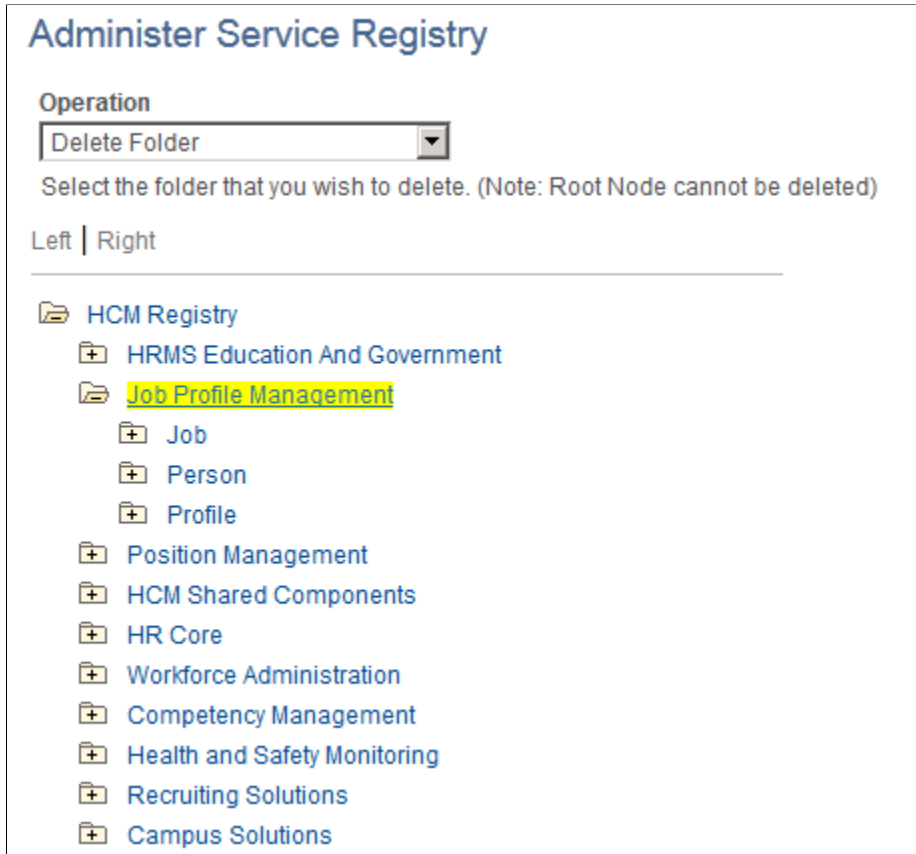 Administer Service Registry
Operation
Delete Folder
Select the folder that you wish to delete. (Note: Root Node cannot be deleted)
Left | Right
HCM Registry
HRMS Education And Government
Job Profile Management
Job
Person
Profile
Position Management
HCM Shared Components
HR Core
Workforce Administration
Competency Management
Health and Safety Monitoring
Recruiting Solutions
Campus Solutions